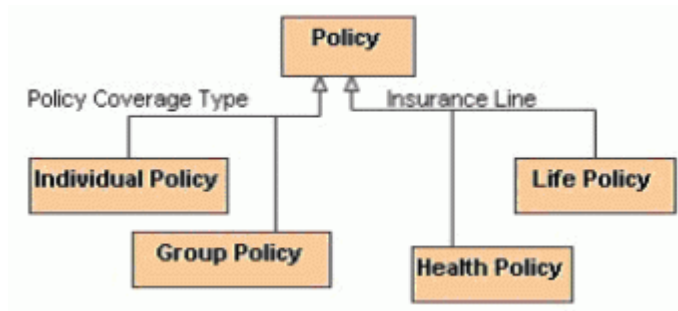 Policy
Policy Coverage Type
Insurance Line
Individual Policy
Life Policy
Group Policy
Health Policy